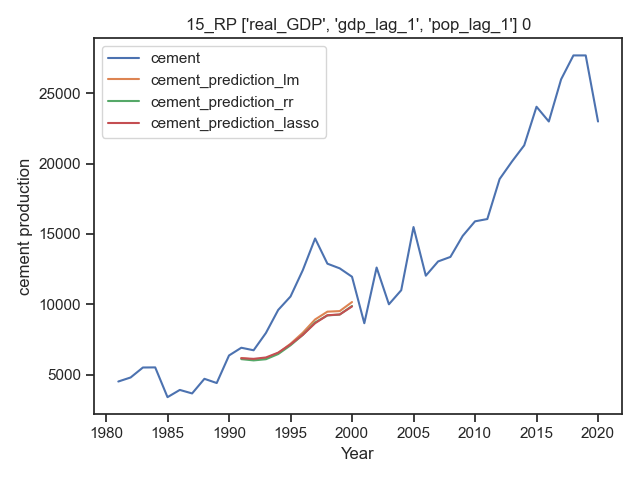 15_RP ['real_GDP', 'gdp_lag_1', 'pop_lag_1'] 0
cement
cement_prediction_lm
cement_prediction_rr
cement_prediction_lasso
cement production
25000
20000
15000
10000
5000
1980 1985 1990 1995 2000 2005 2010 2015 2020
Year